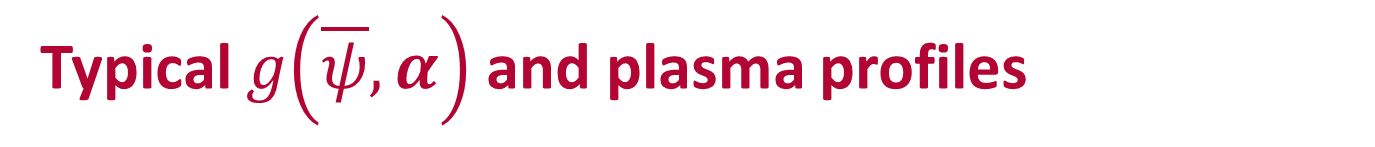 Typical 𝑔(ψ̅, 𝜶) and plasma profiles